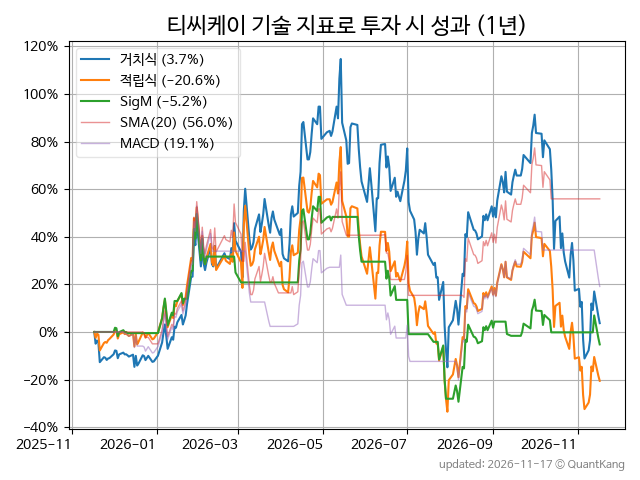 티씨케이 기술 지표로 투자 시 성과 (1년)
120%
100%
80%
60%
40%
20%
0%
−20%
−40%
거치식 (3.7%)
적립식 (−20.6%)
SigM (−5.2%)
SMA(20) (56.0%)
MACD (19.1%)
2025-11
2026-01
2026-03
2026-05
2026-07
2026-09
2026-11
updated: 2026-11-17 © QuantKang